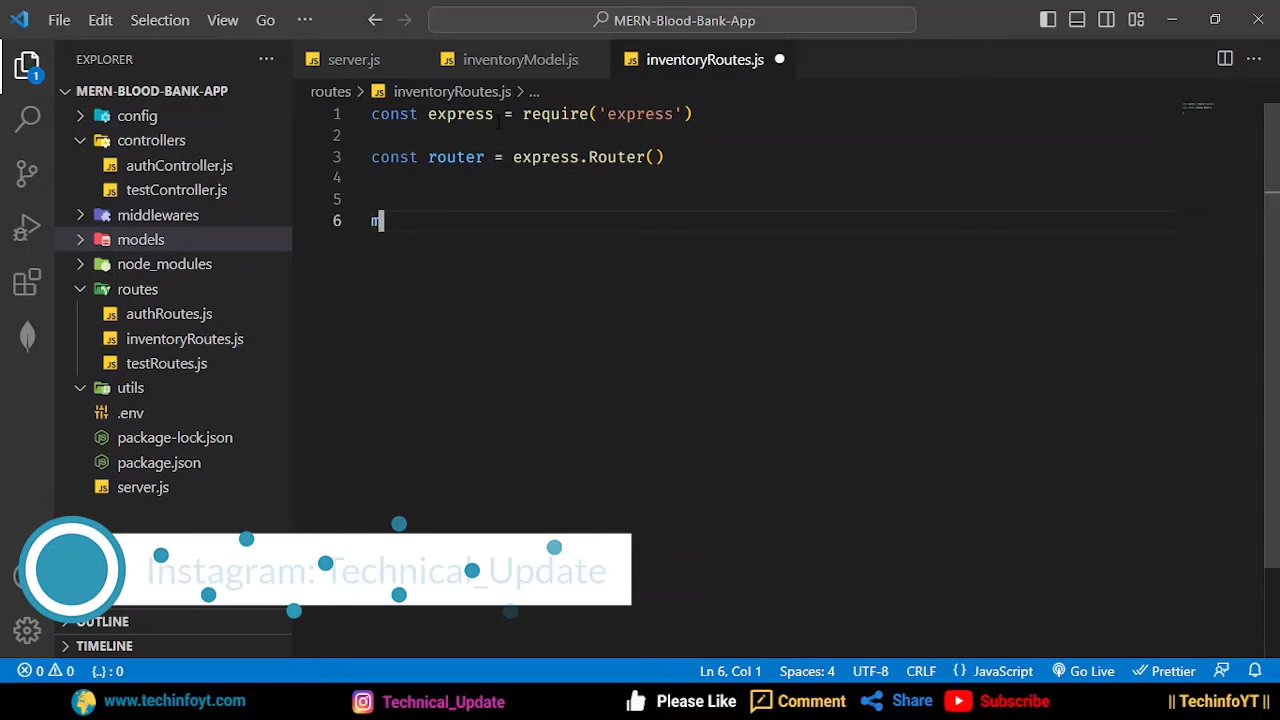 File Edit Selection View Go ··· MERN-Blood-Bank-App
EXPLORER ··· server.js inventoryModel.js inventoryRoutes.js ···
1
MERN-BLOOD-BANK-APP
routes > inventoryRoutes.js > ...
config
controllers
authController.js
testController.js
middlewares
models
node_modules
routes
authRoutes.js
inventoryRoutes.js
testRoutes.js
utils
.env
package-lock.json
package.json
server.js
OUTLINE
TIMELINE
1 const express = require('express')
2
3 const router = express.Router()
4
5
6 m
Instagram: Technical_Update
0 0 {..} : 0 Ln 6, Col 1 Spaces: 4 UTF-8 CRLF {} JavaScript Go Live Prettier
www.techinfoyt.com Technical_Update Please Like Comment Share Subscribe || TechinfoYT ||